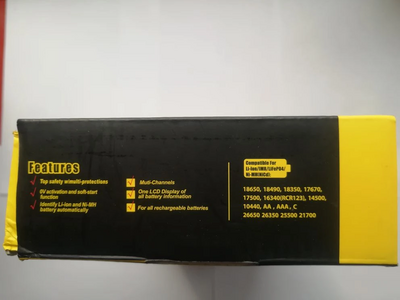 Features
Top safety w/multi-protections
0V activation and soft-start
function
Identify Li-ion and Ni-MH
battery automatically
Muti-Channels
One LCD Display of
all battery Information
For all rechargeable batteries
Compatible For
Li-ion/IMR/LiFePO4/
Ni-MH(NiCd):
18650, 18490, 18350, 17670,
17500, 16340(RCR123), 14500,
10440, AA , AAA , C
26650 26350 25500 21700